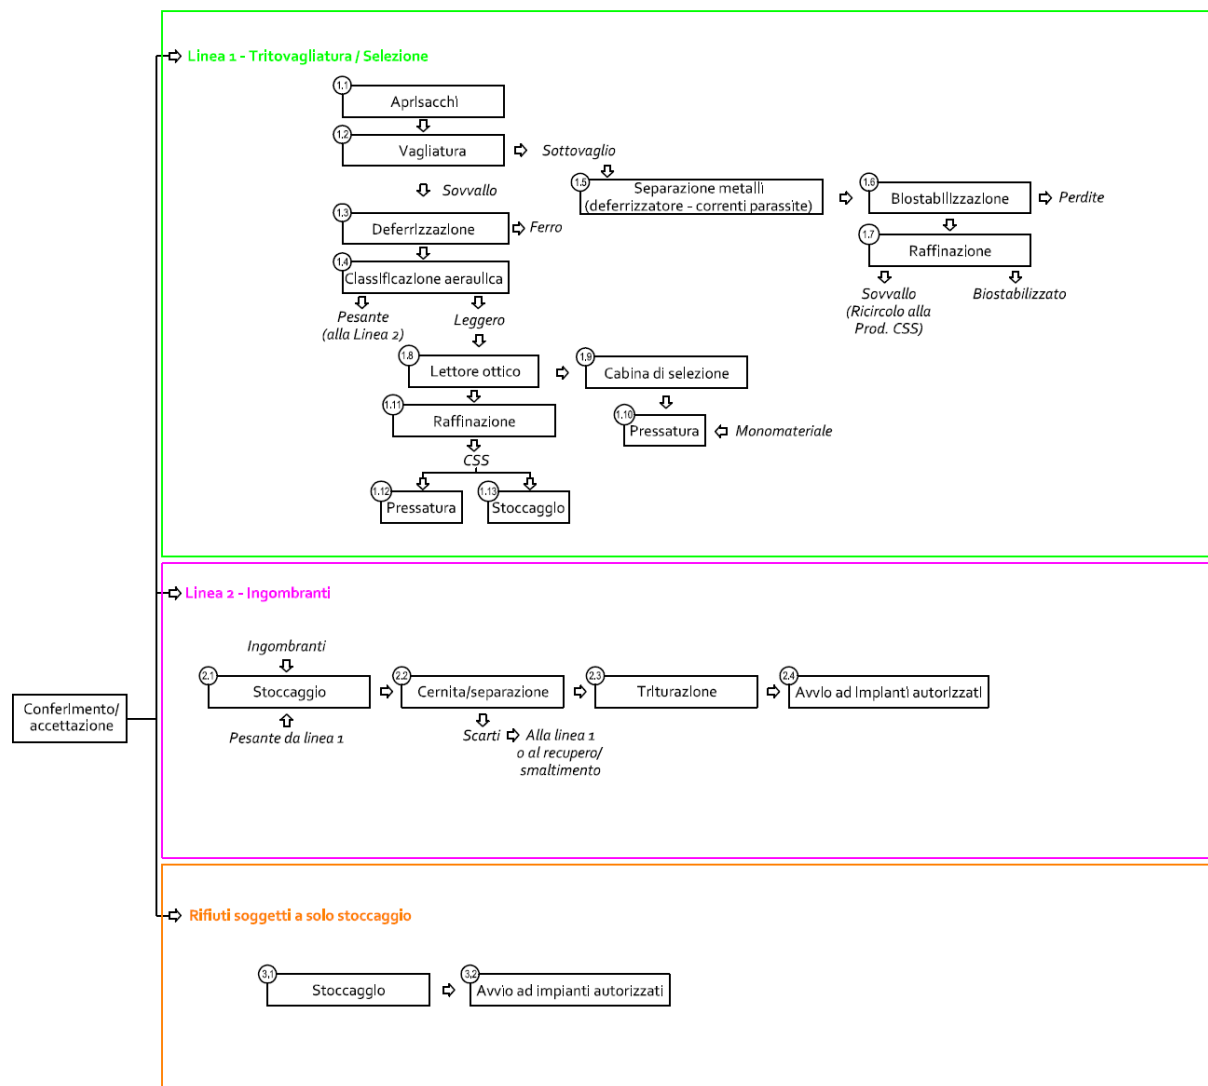 Linea 1 - Tritovagliatura / Selezione
1.1
Aprisacchi
1.2
Vagliatura
Sottovaglio
Sovvallo
1.5
Separazione metalli
(deferrizzatore - correnti parassite)
1.6
Biostabilizzazione
Perdite
1.3
Deferrizzazione
Ferro
1.7
Raffinazione
1.4
Classificazione aeraulica
Pesante
(alla Linea 2)
Leggero
Sovvallo
(Ricircolo alla
Prod. CSS)
Biostabilizzato
1.8
Lettore ottico
1.9
Cabina di selezione
1.11
Raffinazione
1.10
Pressatura
Monomateriale
CSS
1.12
Pressatura
1.13
Stoccaggio
Linea 2 - Ingombranti
Ingombranti
2.1
Stoccaggio
2.2
Cernita/separazione
2.3
Triturazione
2.4
Avvio ad impianti autorizzati
Pesante da linea 1
Scarti
Alla linea 1
o al recupero/
smaltimento
Conferimento/
accettazione
Rifiuti soggetti a solo stoccaggio
3,1
Stoccaggio
3,2
Avvio ad impianti autorizzati